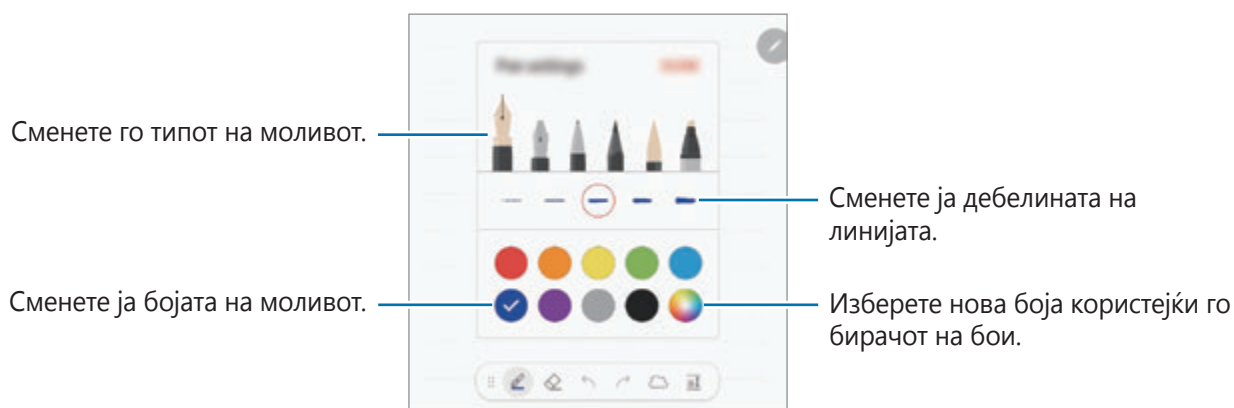 Сменете го типот на моливот.
Сменете ја дебелината на
линијата.
Сменете ја бојата на моливот.
Изберете нова боја користејќи го
бирачот на бои.